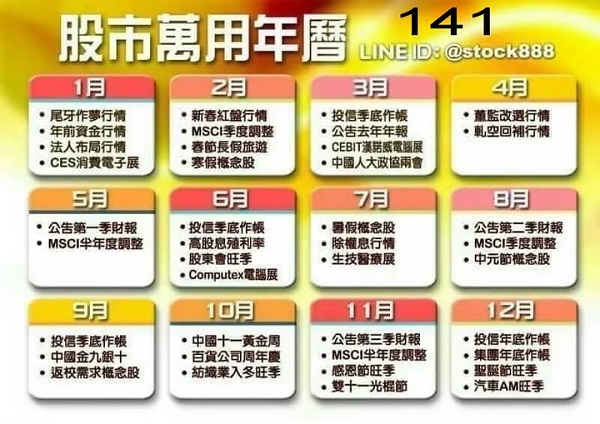 股市萬用年曆
141
LINE ID: @stock888
1月
• 尾牙作夢行情
• 年前資金行情
• 法人布局行情
• CES消費電子展
2月
• 新春紅盤行情
• MSCI季度調整
• 春節長假旅遊
• 寒假概念股
3月
• 投信季底作帳
• 公告去年年報
• CEBIT漢諾威電腦展
• 中國人大政協兩會
4月
• 董監改選行情
• 軋空回補行情
5月
• 公告第一季財報
• MSCI半年度調整
6月
• 投信季底作帳
• 高股息殖利率
• 股東會旺季
• Computex電腦展
7月
• 暑假概念股
• 除權息行情
• 生技醫療展
8月
• 公告第二季財報
• MSCI季度調整
• 中元節概念股
9月
• 投信季底作帳
• 中國金九銀十
• 返校需求概念股
10月
• 中國十一黃金周
• 百貨公司周年慶
• 紡織業入冬旺季
11月
• 公告第三季財報
• MSCI半年度調整
• 感恩節旺季
• 雙十一光棍節
12月
• 投信年底作帳
• 集團年底作帳
• 聖誕節旺季
• 汽車AM旺季